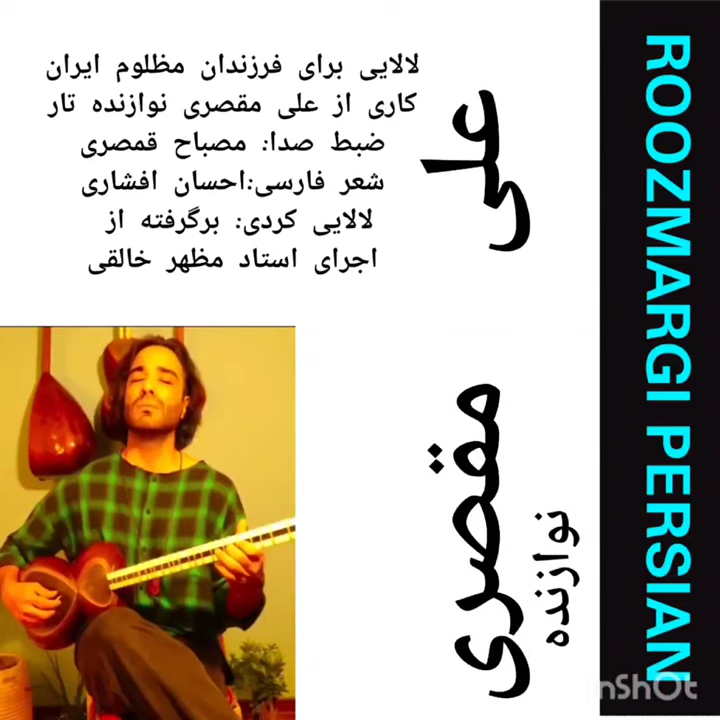 لالایی برای فرزندان مظلوم ایران
کاری از علی مقصری نوازنده تار
ضبط صدا: مصباح قمصری
شعر فارسی:احسان افشاری
لالایی کردی: برگرفته از
اجرای استاد مظهر خالقی
علی
مقصری
نوازنده
ROOZMARGI PERSIAN
InShOt